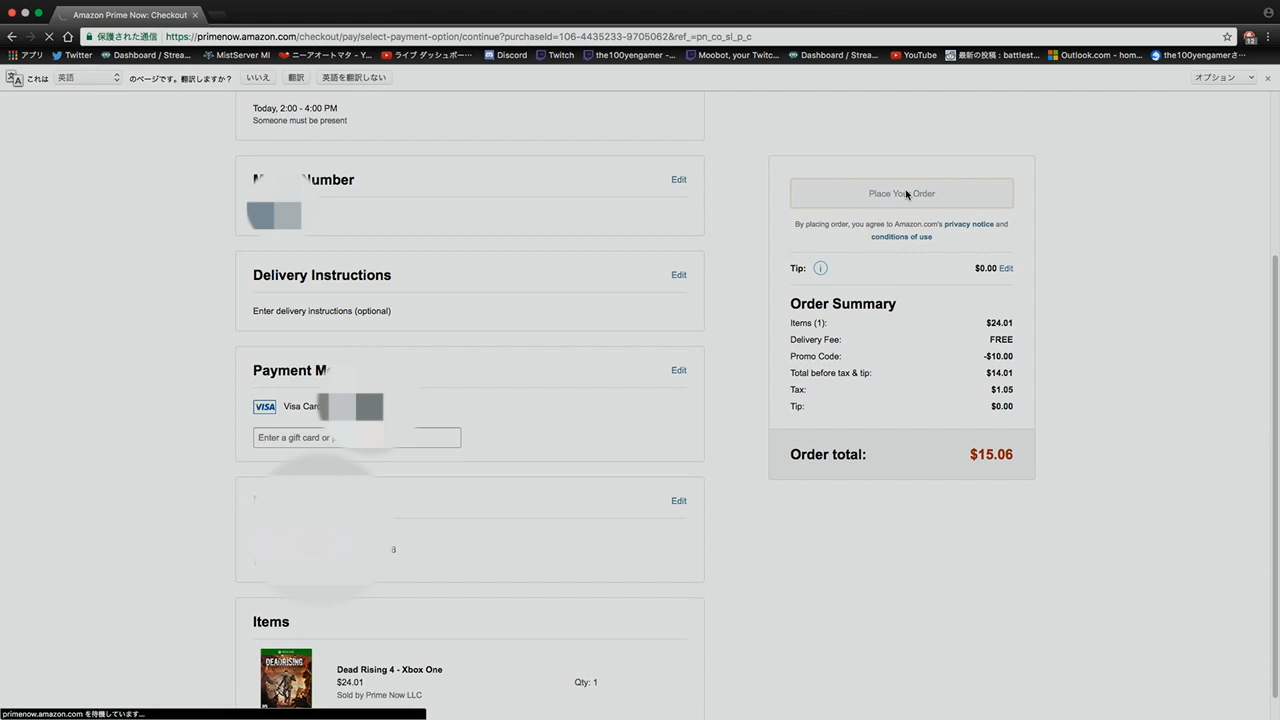 Amazon Prime Now: Checkout
保護された通信
https://primenow.amazon.com/checkout/pay/select-payment-option/continue?purchaseId=106-4435233-9705062&ref_=pn_co_sl_p_c
12
アプリ
Twitter
Dashboard / Strea...
MistServer MI
ニーアオートマタ - Y...
ライブ ダッシュボー...
Discord
Twitch
the100yengamer -...
Moobot, your Twitc...
Dashboard / Strea...
YouTube
最新の投稿 : battlest...
Outlook.com - hom...
the100yengamerさ...
これは 英語 のページです。翻訳しますか? いいえ 翻訳 英語を翻訳しない オプション
Today, 2:00 - 4:00 PM
Someone must be present
Number
Edit
Delivery Instructions
Edit
Enter delivery instructions (optional)
Payment
Edit
VISA Visa
Enter a gift card or
Edit
8
Items
DEADRISING
Dead Rising 4 - Xbox One
$24.01
Sold by Prime Now LLC
Qty: 1
Place Your Order
By placing order, you agree to Amazon.com's privacy notice and
conditions of use
Tip: $0.00 Edit
Order Summary
Items (1): $24.01
Delivery Fee: FREE
Promo Code: -$10.00
Total before tax & tip: $14.01
Tax: $1.05
Tip: $0.00
Order total: $15.06
primenow.amazon.com を待機しています...